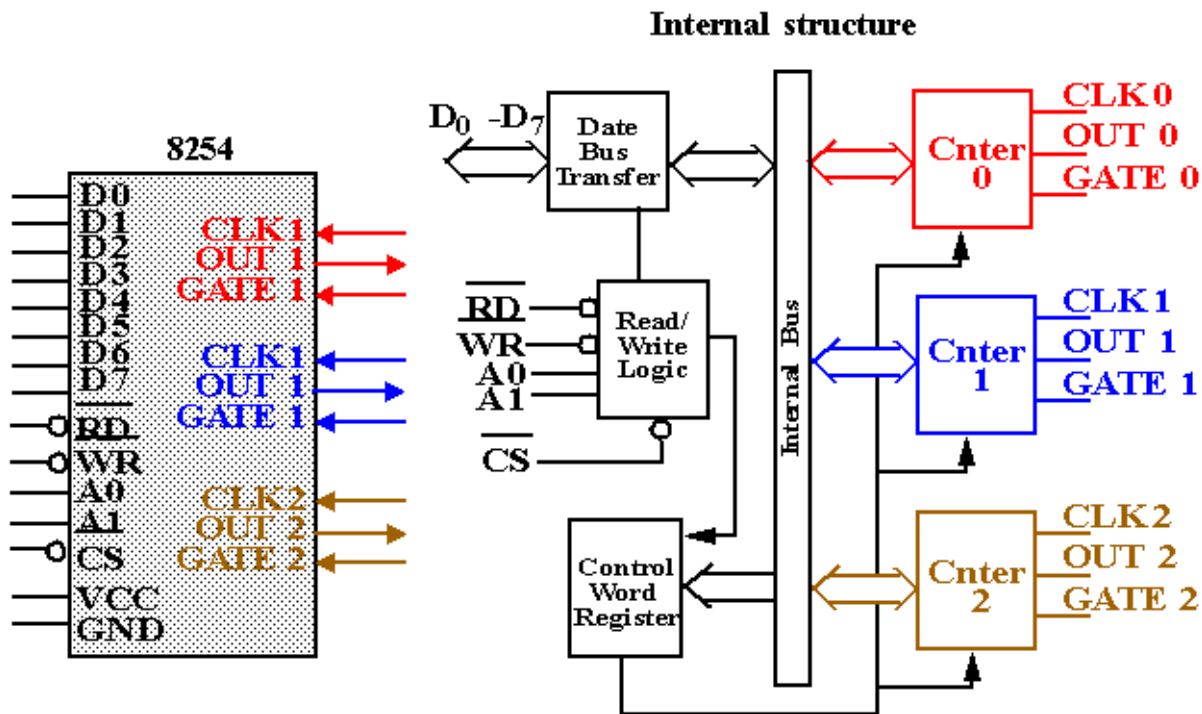 Internal structure
8254
D0
D1
D2
D3
D4
D5
D6
D7
RD
WR
A0
A1
CS
VCC
GND
CLK1
OUT 1
GATE 1
CLK1
OUT 1
GATE 1
CLK2
OUT 2
GATE 2
D0 -D7
Date
Bus
Transfer
RD
WR
A0
A1
CS
Read/
Write
Logic
Control
Word
Register
Internal Bus
Cnter
0
CLK0
OUT 0
GATE 0
Cnter
1
CLK1
OUT 1
GATE 1
Cnter
2
CLK2
OUT 2
GATE 2